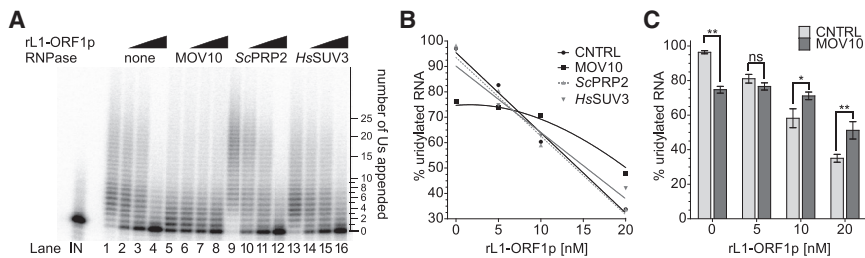 A
rL1-ORF1p
RNPase none MOV10 ScPRP2 HsSUV3
number of Us appended
25
20
15
10
8
6
4
2
0
Lane IN 1 2 3 4 5 6 7 8 9 10 11 12 13 14 15 16
B
% uridylated RNA
100
90
80
70
60
50
40
30
0 5 10 20
rL1-ORF1p [nM]
CNTRL
MOV10
ScPRP2
HsSUV3
C
% uridylated RNA
100
80
60
40
20
0
** ns * **
CNTRL
MOV10
0 5 10 20
rL1-ORF1p [nM]